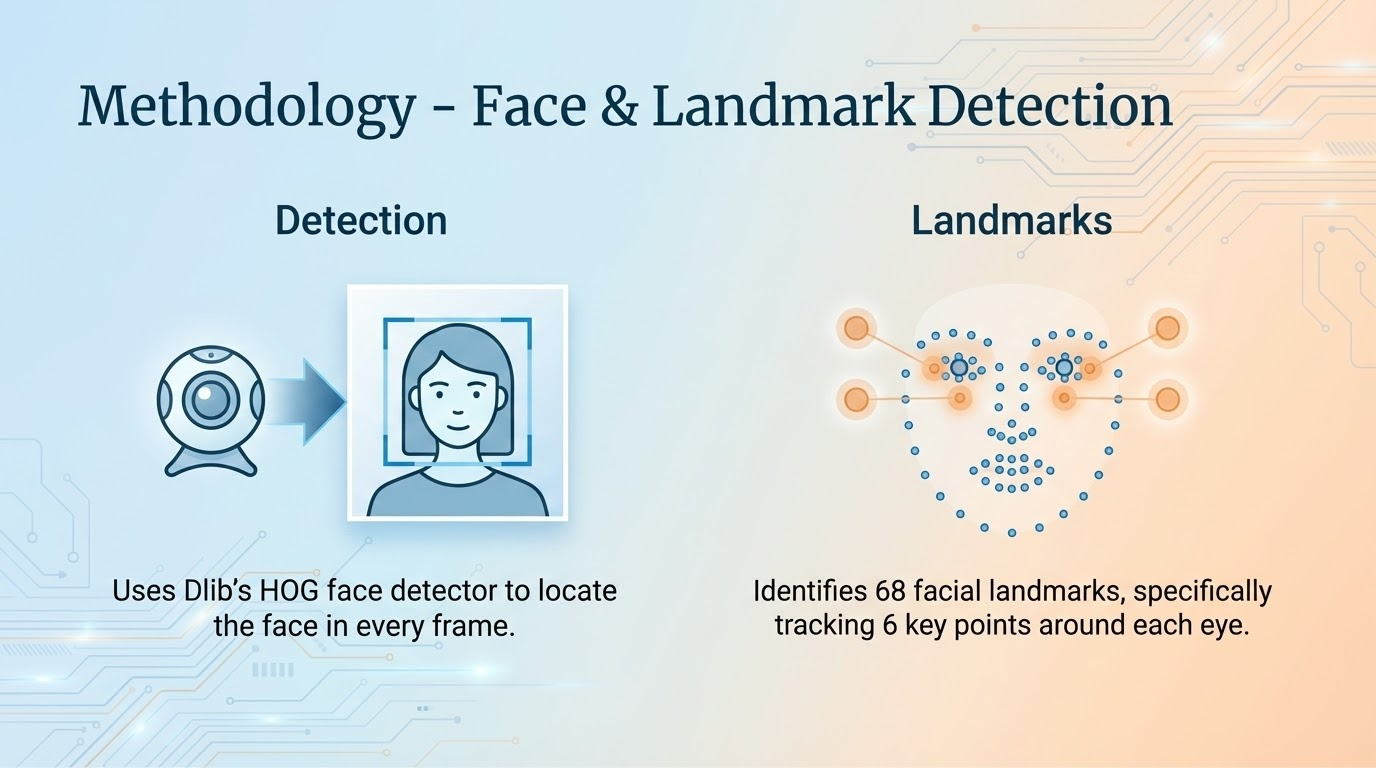 Methodology - Face & Landmark Detection
Detection
Landmarks
Uses Dlib’s HOG face detector to locate
the face in every frame.
Identifies 68 facial landmarks, specifically
tracking 6 key points around each eye.